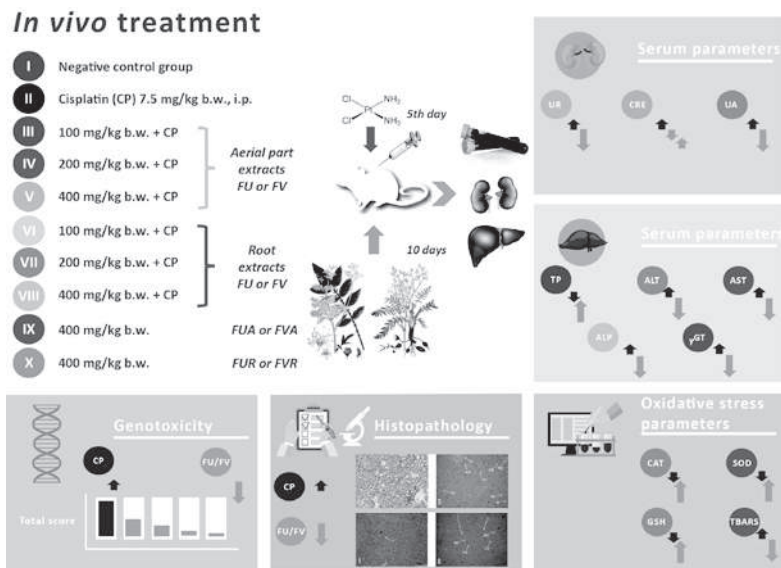 In vivo treatment
I Negative control group
II Cisplatin (CP) 7.5 mg/kg b.w., i.p.
III 100 mg/kg b.w. + CP
IV 200 mg/kg b.w. + CP
V 400 mg/kg b.w. + CP
Aerial part
extracts
FU or FV
VI 100 mg/kg b.w. + CP
VII 200 mg/kg b.w. + CP
VIII 400 mg/kg b.w. + CP
Root
extracts
FU or FV
IX 400 mg/kg b.w. FUA or FVA
X 400 mg/kg b.w. FUR or FVR
Cl NH₂
Pt
Cl NH₂
5th day
10 days
Serum parameters
UR CRE UA
Serum parameters
TP ALT AST
ALP γGT
Genotoxicity
CP FU/FV
Total score
Histopathology
CP
FU/FV
Oxidative stress
parameters
CAT SOD
GSH TBARS